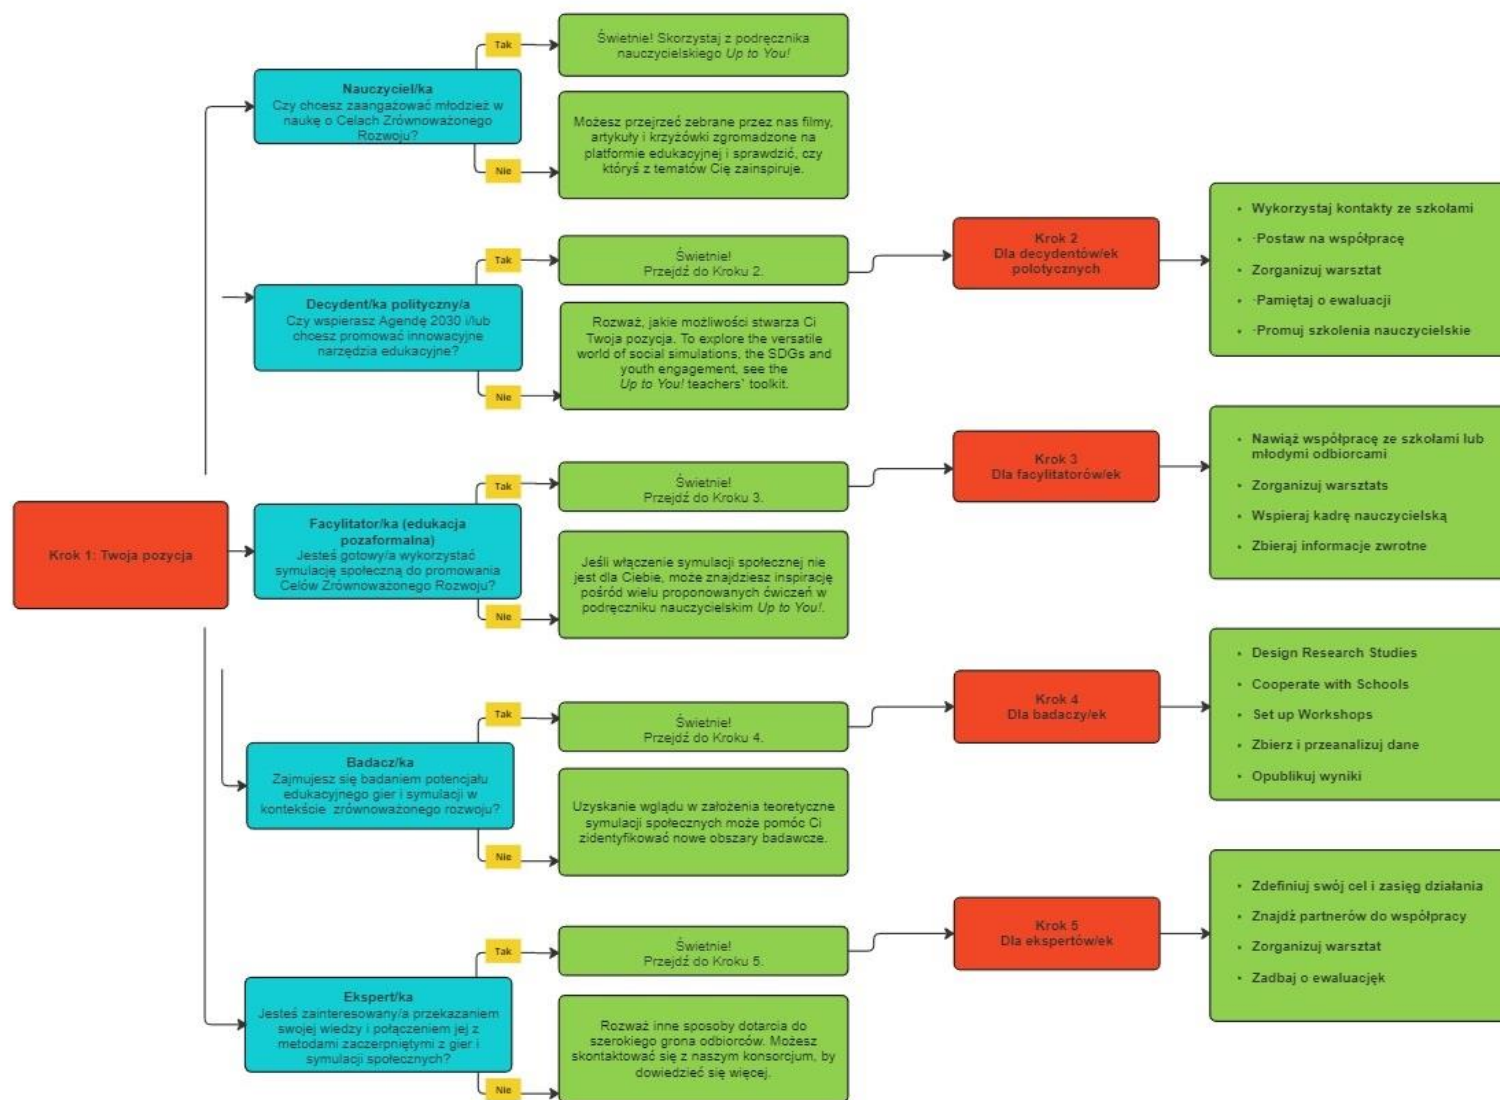 Krok 1: Twoja pozycja
Nauczyciel/ka
Czy chcesz zaangażować młodzież w
naukę o Celach Zrównoważonego
Rozwoju?
Tak
Świetnie! Skorzystaj z podręcznika
nauczycielskiego Up to You!
Nie
Możesz przejrzeć zebrane przez nas filmy,
artykuły i krzyżówki zgromadzone na
platformie edukacyjnej i sprawdzić, czy
któryś z tematów Cię zainspiruje.
Decydent/ka polityczny/a
Czy wspierasz Agendę 2030 i/lub
chcesz promować innowacyjne
narzędzia edukacyjne?
Tak
Świetnie!
Przejdź do Kroku 2.
Nie
Rozważ, jakie możliwości stwarza Ci
Twoja pozycja. To explore the versatile
world of social simulations, the SDGs and
youth engagement, see the
Up to You! teachers' toolkit.
Krok 2
Dla decydentów/ek
polotycznych
• Wykorzystaj kontakty ze szkołami
• ·Postaw na współpracę
• Zorganizuj warsztat
• ·Pamiętaj o ewaluacji
• ·Promuj szkolenia nauczycielskie
Facylitator/ka (edukacja
pozaformalna)
Jesteś gotowy/a wykorzystać
symulację społeczną do promowania
Celów Zrównoważonego Rozwoju?
Tak
Świetnie!
Przejdź do Kroku 3.
Nie
Jeśli włączenie symulacji społecznej nie
jest dla Ciebie, może znajdziesz inspirację
pośród wielu proponowanych ćwiczeń w
podręczniku nauczycielskim Up to You!.
Krok 3
Dla facylitatorów/ek
• Nawiąż współpracę ze szkołami lub
młodymi odbiorcami
• Zorganizuj warsztats
• Wspieraj kadrę nauczycielską
• Zbieraj informacje zwrotne
Badacz/ka
Zajmujesz się badaniem potencjału
edukacyjnego gier i symulacji w
kontekście zrównoważonego rozwoju?
Tak
Świetnie!
Przejdź do Kroku 4.
Nie
Uzyskanie wglądu w założenia teoretyczne
symulacji społecznych może pomóc Ci
zidentyfikować nowe obszary badawcze.
Krok 4
Dla badaczy/ek
• Design Research Studies
• Cooperate with Schools
• Set up Workshops
• Zbierz i przeanalizuj dane
• Opublikuj wyniki
Ekspert/ka
Jesteś zainteresowany/a przekazaniem
swojej wiedzy i połączeniem jej z
metodami zaczerpniętymi z gier i
symulacji społecznych?
Tak
Świetnie!
Przejdź do Kroku 5.
Nie
Rozważ inne sposoby dotarcia do
szerokiego grona odbiorców. Możesz
skontaktować się z naszym konsorcjum, by
dowiedzieć się więcej.
Krok 5
Dla ekspertów/ek
• Zdefiniuj swój cel i zasięg działania
• Znajdź partnerów do współpracy
• Zorganizuj warsztat
• Zadbaj o ewaluacjęk